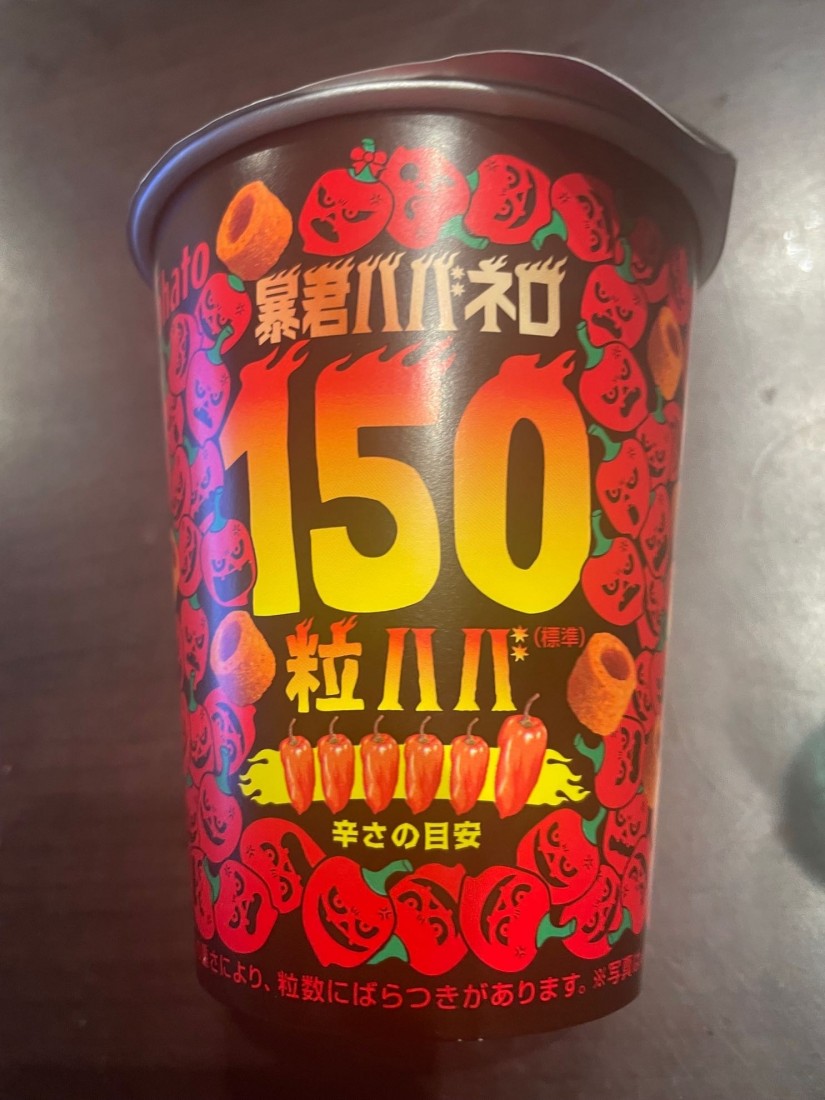 hato
暴君ハバネロ
150
粒ハバ(標準)
辛さの目安
さにより、粒数にばらつきがあります。※写真は